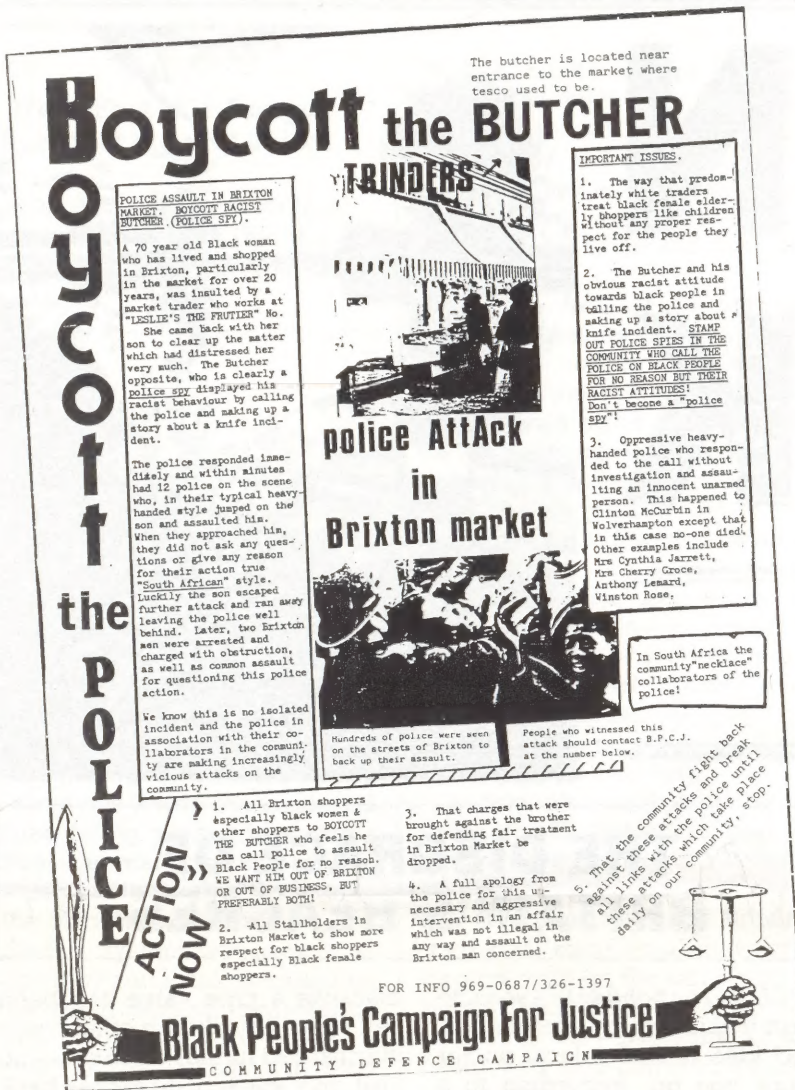 The butcher is located near
entrance to the market where
tesco used to be.
Boycott the BUTCHER
Boycott
the
POLICE
TRINDERS
POLICE ASSAULT IN BRIXTON
MARKET. BOYCOTT RACIST
BUTCHER (POLICE SPY).
A 70 year old Black woman
who has lived and shopped
in Brixton, particularly
in the market for over 20
years, was insulted by a
market trader who works at
"LESLIE'S THE FRUTIER" No.
She came back with her
son to clear up the matter
which had distressed her
very much. The Butcher
opposite, who is clearly a
police spy displayed his
racist behaviour by calling
the police and making up a
story about a knife inci-
dent.
The police responded imme-
diately and within minutes
had 12 police on the scene
who, in their typical heavy-
handed style jumped on the
son and assaulted him.
When they approached him,
they did not ask any ques-
tions or give any reason
for their action true
"South African" style.
Luckily the son escaped
further attack and ran away
leaving the police well
behind. Later, two Brixton
men were arrested and
charged with obstruction,
as well as common assault
for questioning this police
action.
We know this is no isolated
incident and the police in
association with their co-
llaborators in the communi-
ty are making increasingly
vicious attacks on the
community.
police AttAck
in
Brixton market
Hundreds of police were seen
on the streets of Brixton to
back up their assault.
People who witnessed this
attack should contact B.P.C.J.
at the number below.
IMPORTANT ISSUES.
1. The way that predom-
inately white traders
treat black female elder-
ly bhoppers like children
without any proper res-
pect for the people they
live off.
2. The Butcher and his
obvious racist attitude
towards black people in
calling the police and
making up a story about a
knife incident. STAMP
OUT POLICE SPIES IN THE
COMMUNITY WHO CALL THE
POLICE ON BLACK PEOPLE
FOR NO REASON BUT THEIR
RACIST ATTITUDES!
Don't become a "police
spy"!
3. Oppressive heavy-
handed police who respon-
ded to the call without
investigation and assau-
lting an innocent unarmed
person. This happened to
Clinton McCurbin in
Wolverhampton except that
in this case no-one died.
Other examples include
Mrs Cynthia Jarrett,
Mrs Cherry Groce,
Anthony Lemard,
Winston Rose.
In South Africa the
community "necklace"
collaborators of the
police!
ACTION
NOW
1. All Brixton shoppers
especially black women &
other shoppers to BOYCOTT
THE BUTCHER who feels he
can call police to assault
Black People for no reason.
WE WANT HIM OUT OF BRIXTON
OR OUT OF BUSINESS, BUT
PREFERABLY BOTH!
2. All Stallholders in
Brixton Market to show more
respect for black shoppers
especially Black female
shoppers.
3. That charges that were
brought against the brother
for defending fair treatment
in Brixton Market be
dropped.
4. A full apology from
the police for this un-
necessary and aggressive
intervention in an affair
which was not illegal in
any way and assault on the
Brixton man concerned.
5. That the community fight back
against these attacks and break
all links with the police until
these attacks which take place
daily on our community, stop.
FOR INFO 969-0687/326-1397
Black People's Campaign For Justice
COMMUNITY DEFENCE CAMPAIGN